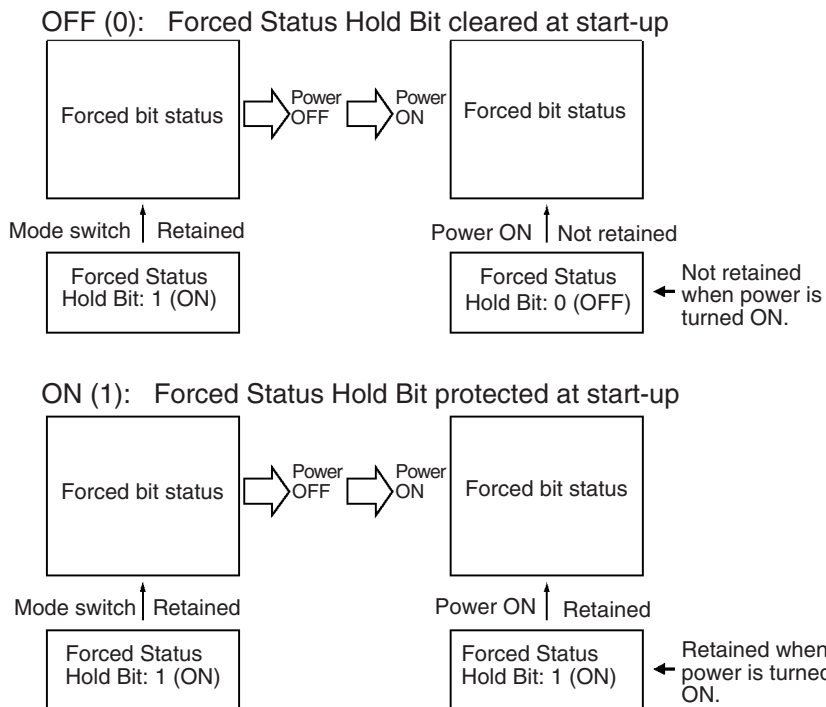 OFF (0): Forced Status Hold Bit cleared at start-up
Forced bit status
Power
OFF
Power
ON
Forced bit status
Mode switch
Retained
Power ON
Not retained
Forced Status
Hold Bit: 1 (ON)
Forced Status
Hold Bit: 0 (OFF)
Not retained
when power is
turned ON.
ON (1): Forced Status Hold Bit protected at start-up
Forced bit status
Power
OFF
Power
ON
Forced bit status
Mode switch
Retained
Power ON
Retained
Forced Status
Hold Bit: 1 (ON)
Forced Status
Hold Bit: 1 (ON)
Retained when
power is turned
ON.